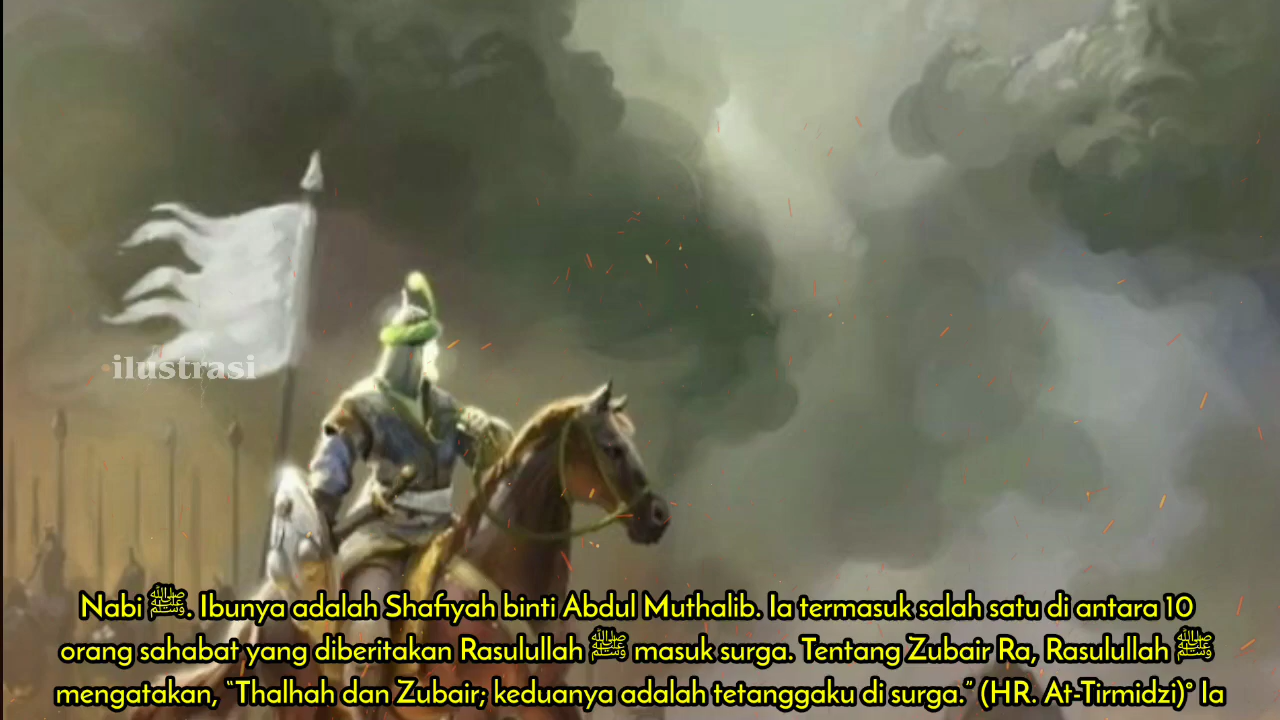 ilustrasi
Nabi ﷺ. Ibunya adalah Shafiyah binti Abdul Muthalib. Ia termasuk salah satu di antara 10
orang sahabat yang diberitakan Rasulullah ﷺ masuk surga. Tentang Zubair Ra, Rasulullah ﷺ
mengatakan, “Thalhah dan Zubair; keduanya adalah tetanggaku di surga.” (HR. At-Tirmidzi)° Ia